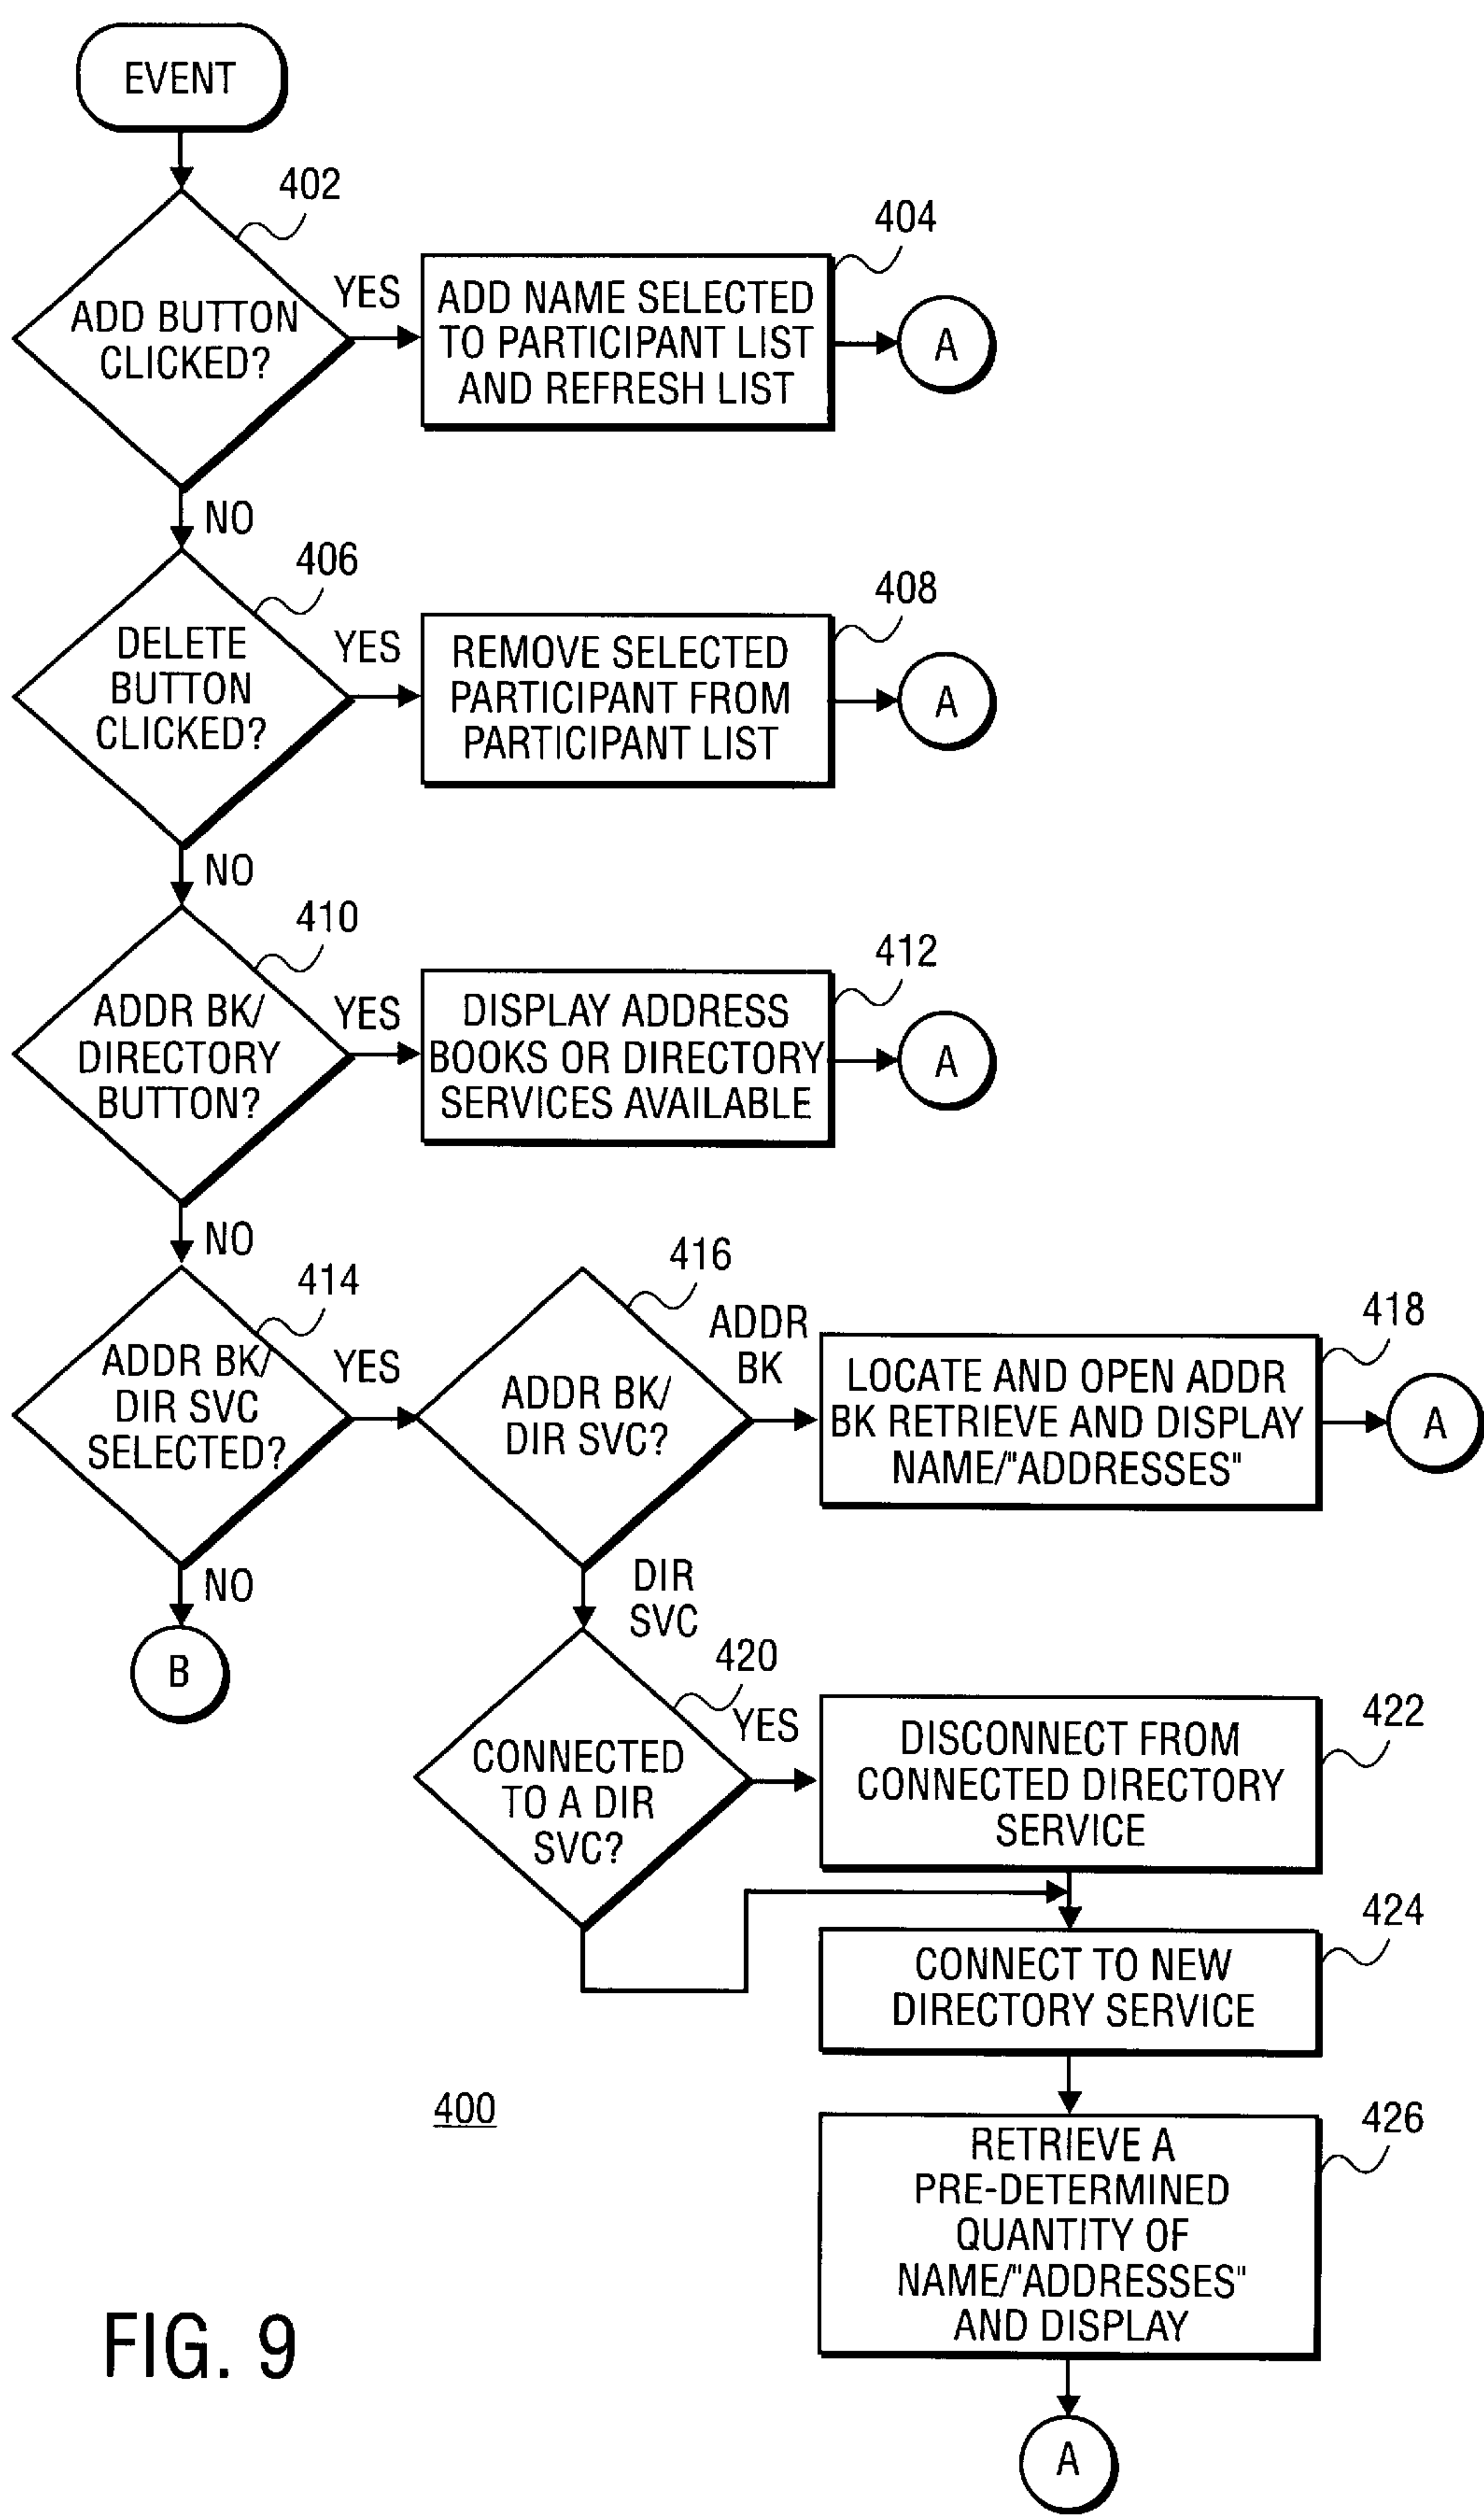 EVENT
402
ADD BUTTON
CLICKED?
YES
404
ADD NAME SELECTED
TO PARTICIPANT LIST
AND REFRESH LIST
A
NO
406
DELETE
BUTTON
CLICKED?
YES
408
REMOVE SELECTED
PARTICIPANT FROM
PARTICIPANT LIST
A
NO
410
ADDR BK/
DIRECTORY
BUTTON?
YES
412
DISPLAY ADDRESS
BOOKS OR DIRECTORY
SERVICES AVAILABLE
A
NO
414
ADDR BK/
DIR SVC
SELECTED?
YES
416
ADDR BK/
DIR SVC?
ADDR
BK
418
LOCATE AND OPEN ADDR
BK RETRIEVE AND DISPLAY
NAME/"ADDRESSES"
A
NO
B
DIR
SVC
420
CONNECTED
TO A DIR
SVC?
YES
422
DISCONNECT FROM
CONNECTED DIRECTORY
SERVICE
424
CONNECT TO NEW
DIRECTORY SERVICE
400
426
RETRIEVE A
PRE-DETERMINED
QUANTITY OF
NAME/"ADDRESSES"
AND DISPLAY
A
FIG. 9